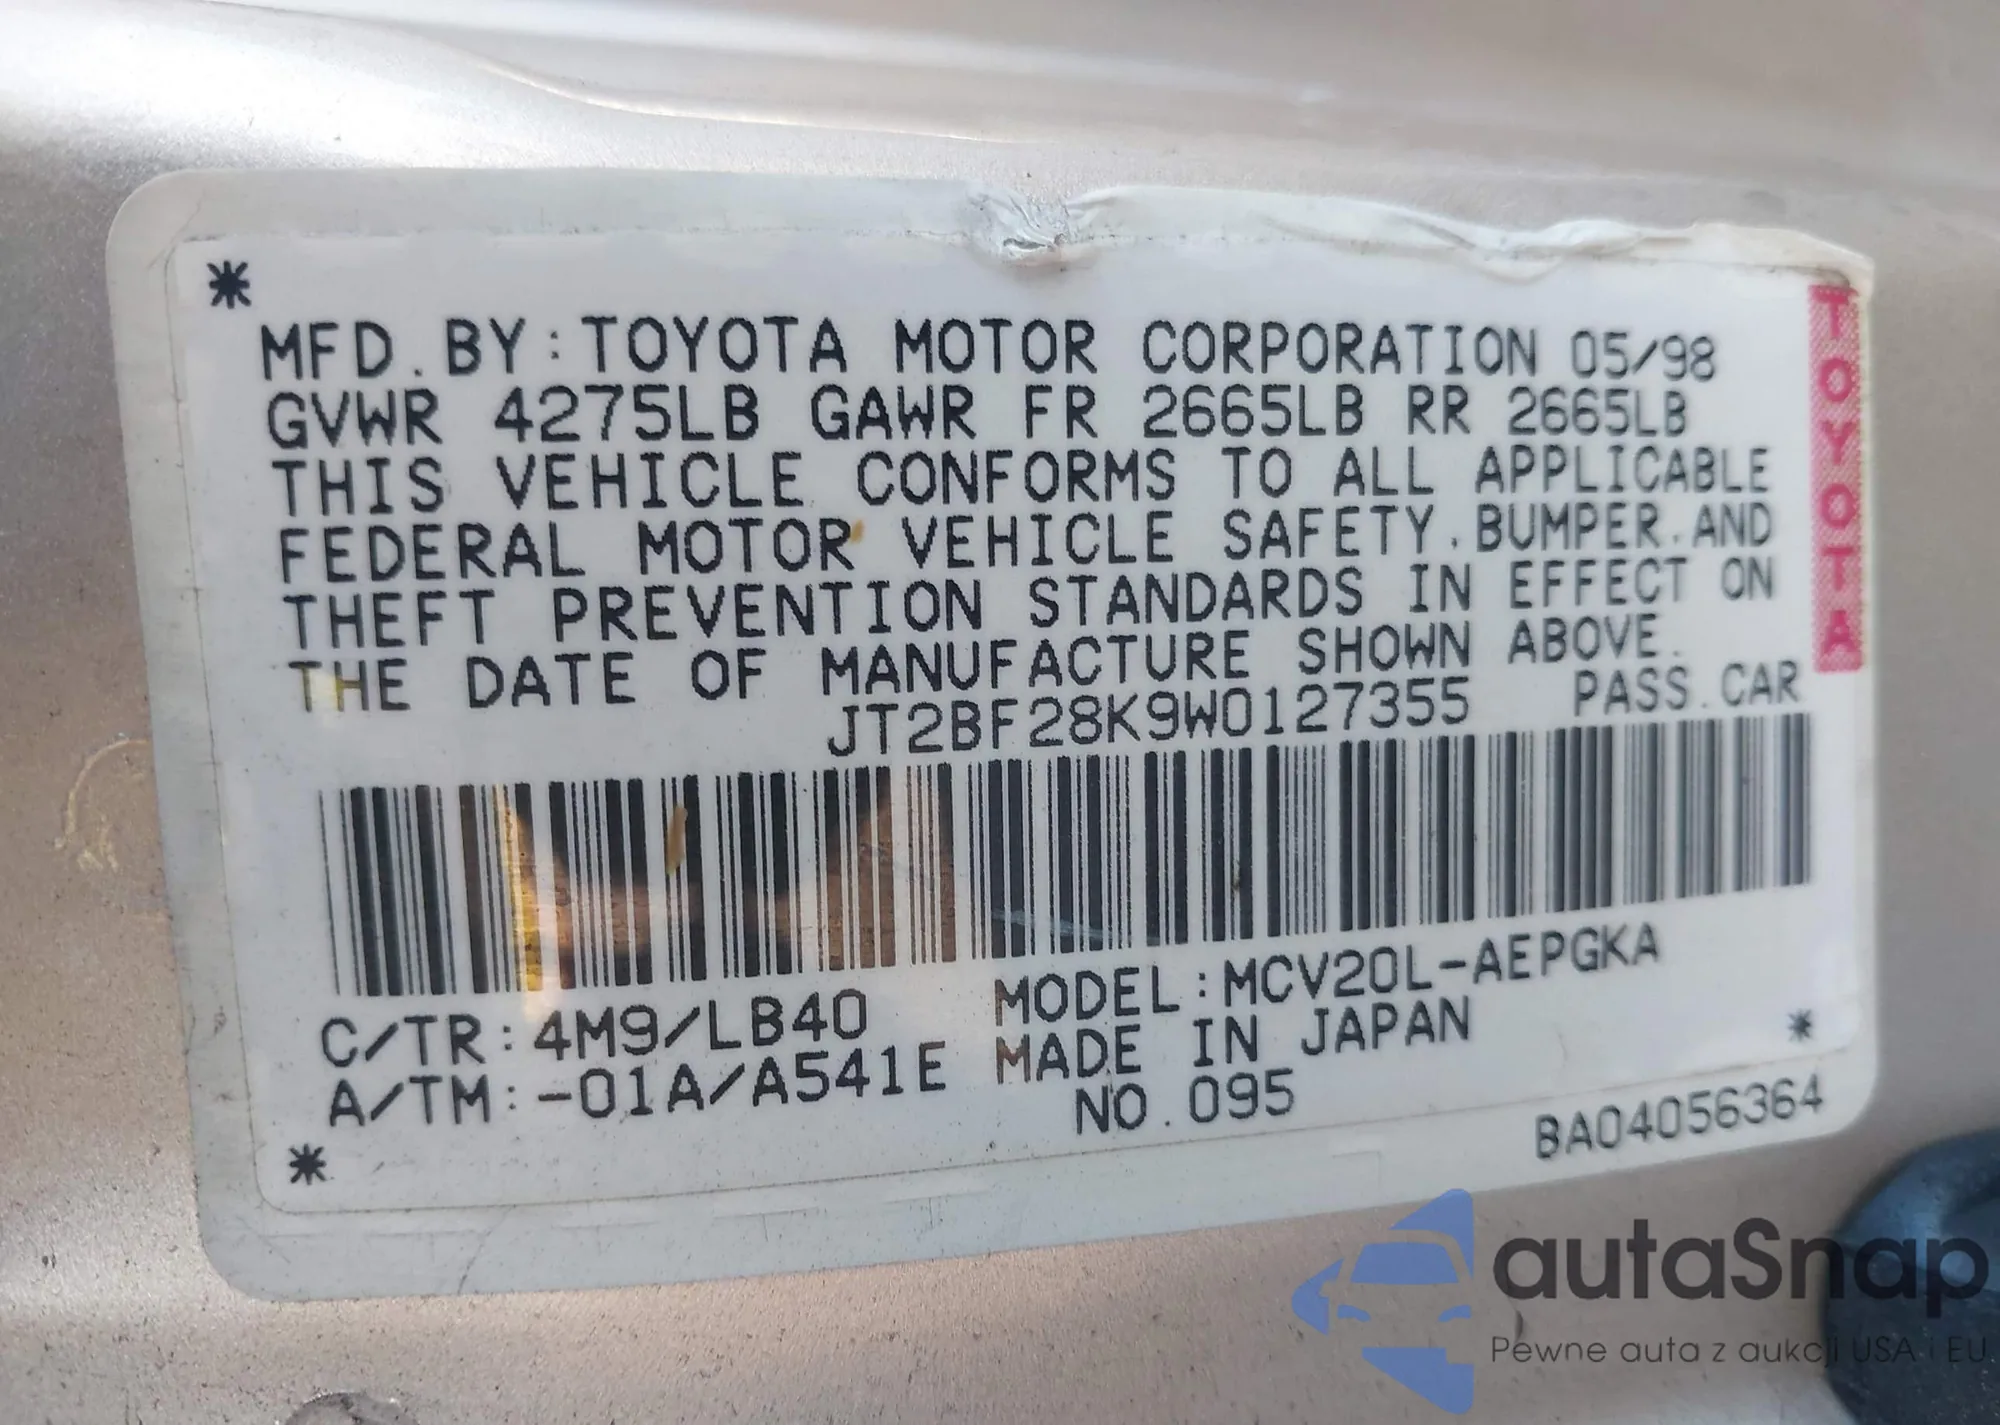 *
MFD. BY: TOYOTA MOTOR CORPORATION 05/98
GVWR 4275LB GAWR FR 2665LB RR 2665LB
THIS VEHICLE CONFORMS TO ALL APPLICABLE
FEDERAL MOTOR VEHICLE SAFETY. BUMPER. AND
THEFT PREVENTION STANDARDS IN EFFECT ON
THE DATE OF MANUFACTURE SHOWN ABOVE.
JT2BF28K9W0127355 PASS. CAR
C/TR: 4M9/LB40 MODEL: MCV20L-AEPGKA
A/TM: -01A/A541E MADE IN JAPAN
*
NO. 095
BA04056364
*
TOYOTA
autaSnap
Pewne auta z aukcji USA i EU